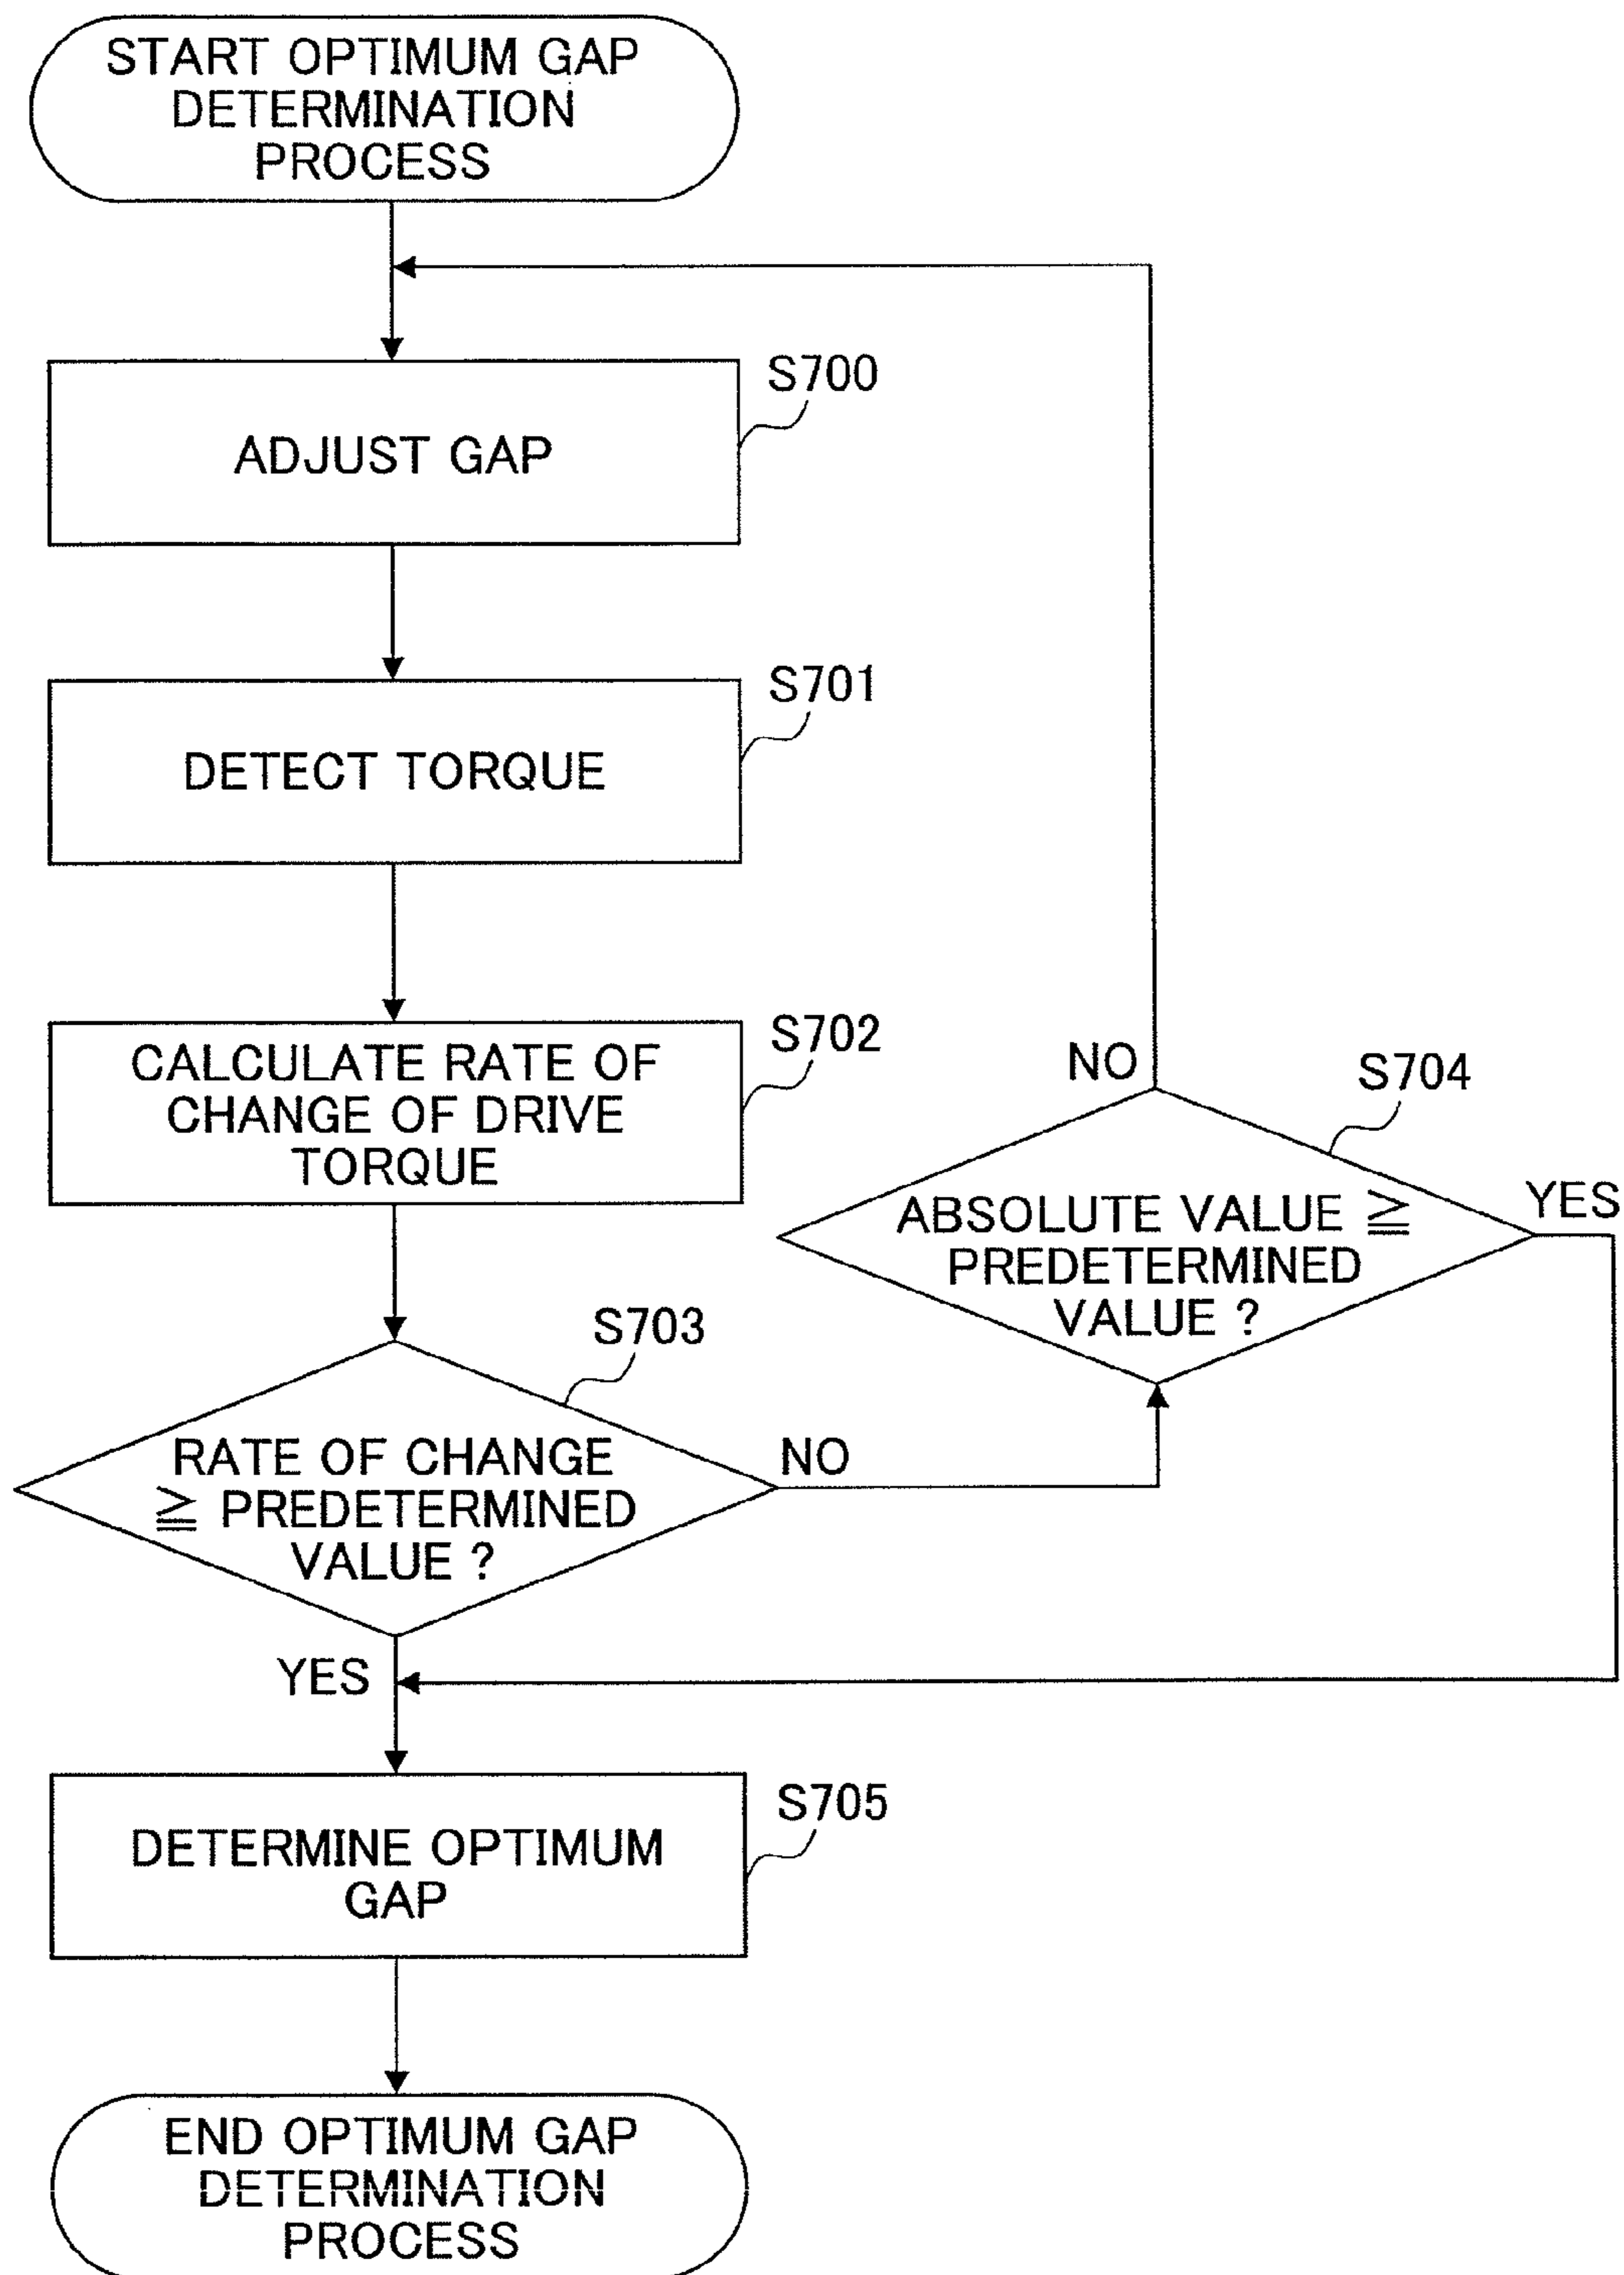 START OPTIMUM GAP
DETERMINATION
PROCESS
S700
ADJUST GAP
S701
DETECT TORQUE
S702
CALCULATE RATE OF
CHANGE OF DRIVE
TORQUE
NO
S704
ABSOLUTE VALUE ≧
PREDETERMINED
VALUE ?
YES
S703
RATE OF CHANGE
≧ PREDETERMINED
VALUE ?
NO
YES
S705
DETERMINE OPTIMUM
GAP
END OPTIMUM GAP
DETERMINATION
PROCESS